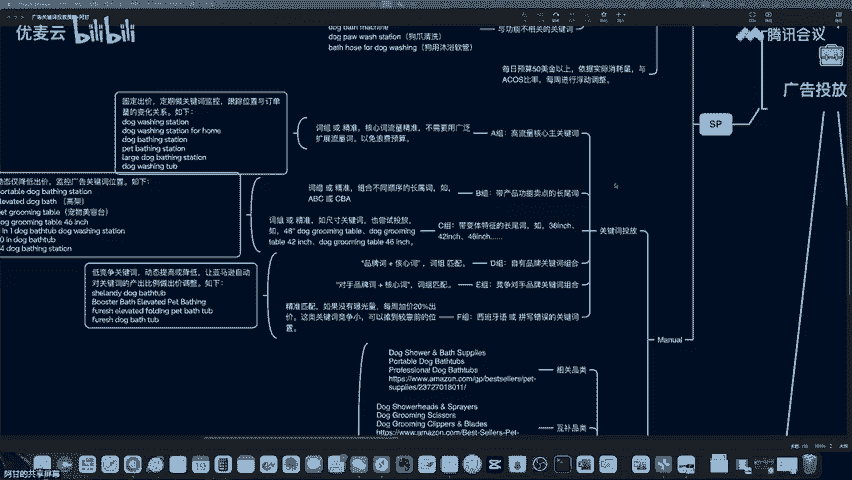 优麦云 bilibili
腾讯会议
dog bath machine
dog paw wash station（狗爪清洗）
bath hose for dog washing（狗用沐浴软管）
与功能不相关的关键词
每日预算50美金以上，依据实际消耗量，与
ACOS比率，每周进行浮动调整。
广告投放
SP
固定出价，定期做关键词监控，跟踪位置与订单
量的变化关系。如下：
dog washing station
dog washing station for home
dog bathing station
pet bathing station
large dog bathing station
dog washing tub
词组 或 精准，核心词流量精准，不需要用广泛
扩展流量词，以免浪费预算。
A组：高流量核心主关键词
动态仅降低出价，监控广告关键词位置。如下：
portable dog bathing station
elevated dog bath （高架）
pet grooming table（宠物美容台）
dog grooming table 46 inch
in 1 dog bathtub dog washing station
0 in dog bathtub
4 dog bathing station
词组 或 精准，组合不同顺序的长尾词，如，
ABC 或 CBA
B组：带产品功能卖点的长尾词
词组 或 精准，如尺寸关键词，也尝试投放。
如，48" dog grooming table、dog grooming
table 42 inch、dog grooming table 46 inch。
C组：带变体特征的长尾词，如，36inch、
42inch、46inch......
关键词投放
"品牌词 + 核心词"，词组 匹配。
D组：自有品牌关键词组合
低竞争关键词，动态提高或降低，让亚马逊自动
对关键词的产出比例做出价调整。如下：
shelandy dog bathtub
Booster Bath Elevated Pet Bathing
furesh elevated folding pet bath tub
furesh dog bath tub
"对手品牌词 + 核心词"，词组匹配。
E组：竞争对手品牌关键词组合
精准匹配，如果没有曝光量，每周加价20%出
价。这类关键词竞争小，可以推到较靠前的位
置。
F组：西班牙语 或 拼写错误的关键词
Manual
Dog Shower & Bath Supplies
Portable Dog Bathtubs
Professional Dog Bathtubs
https://www.amazon.com/gp/bestsellers/pet-
supplies/23727018011/
相关品类
Dog Showerheads & Sprayers
Dog Grooming Scissors
Dog Grooming Clippers & Blades
https://www.amazon.com/Best-Sellers-Pet-
互补品类
阿甘的共享屏幕